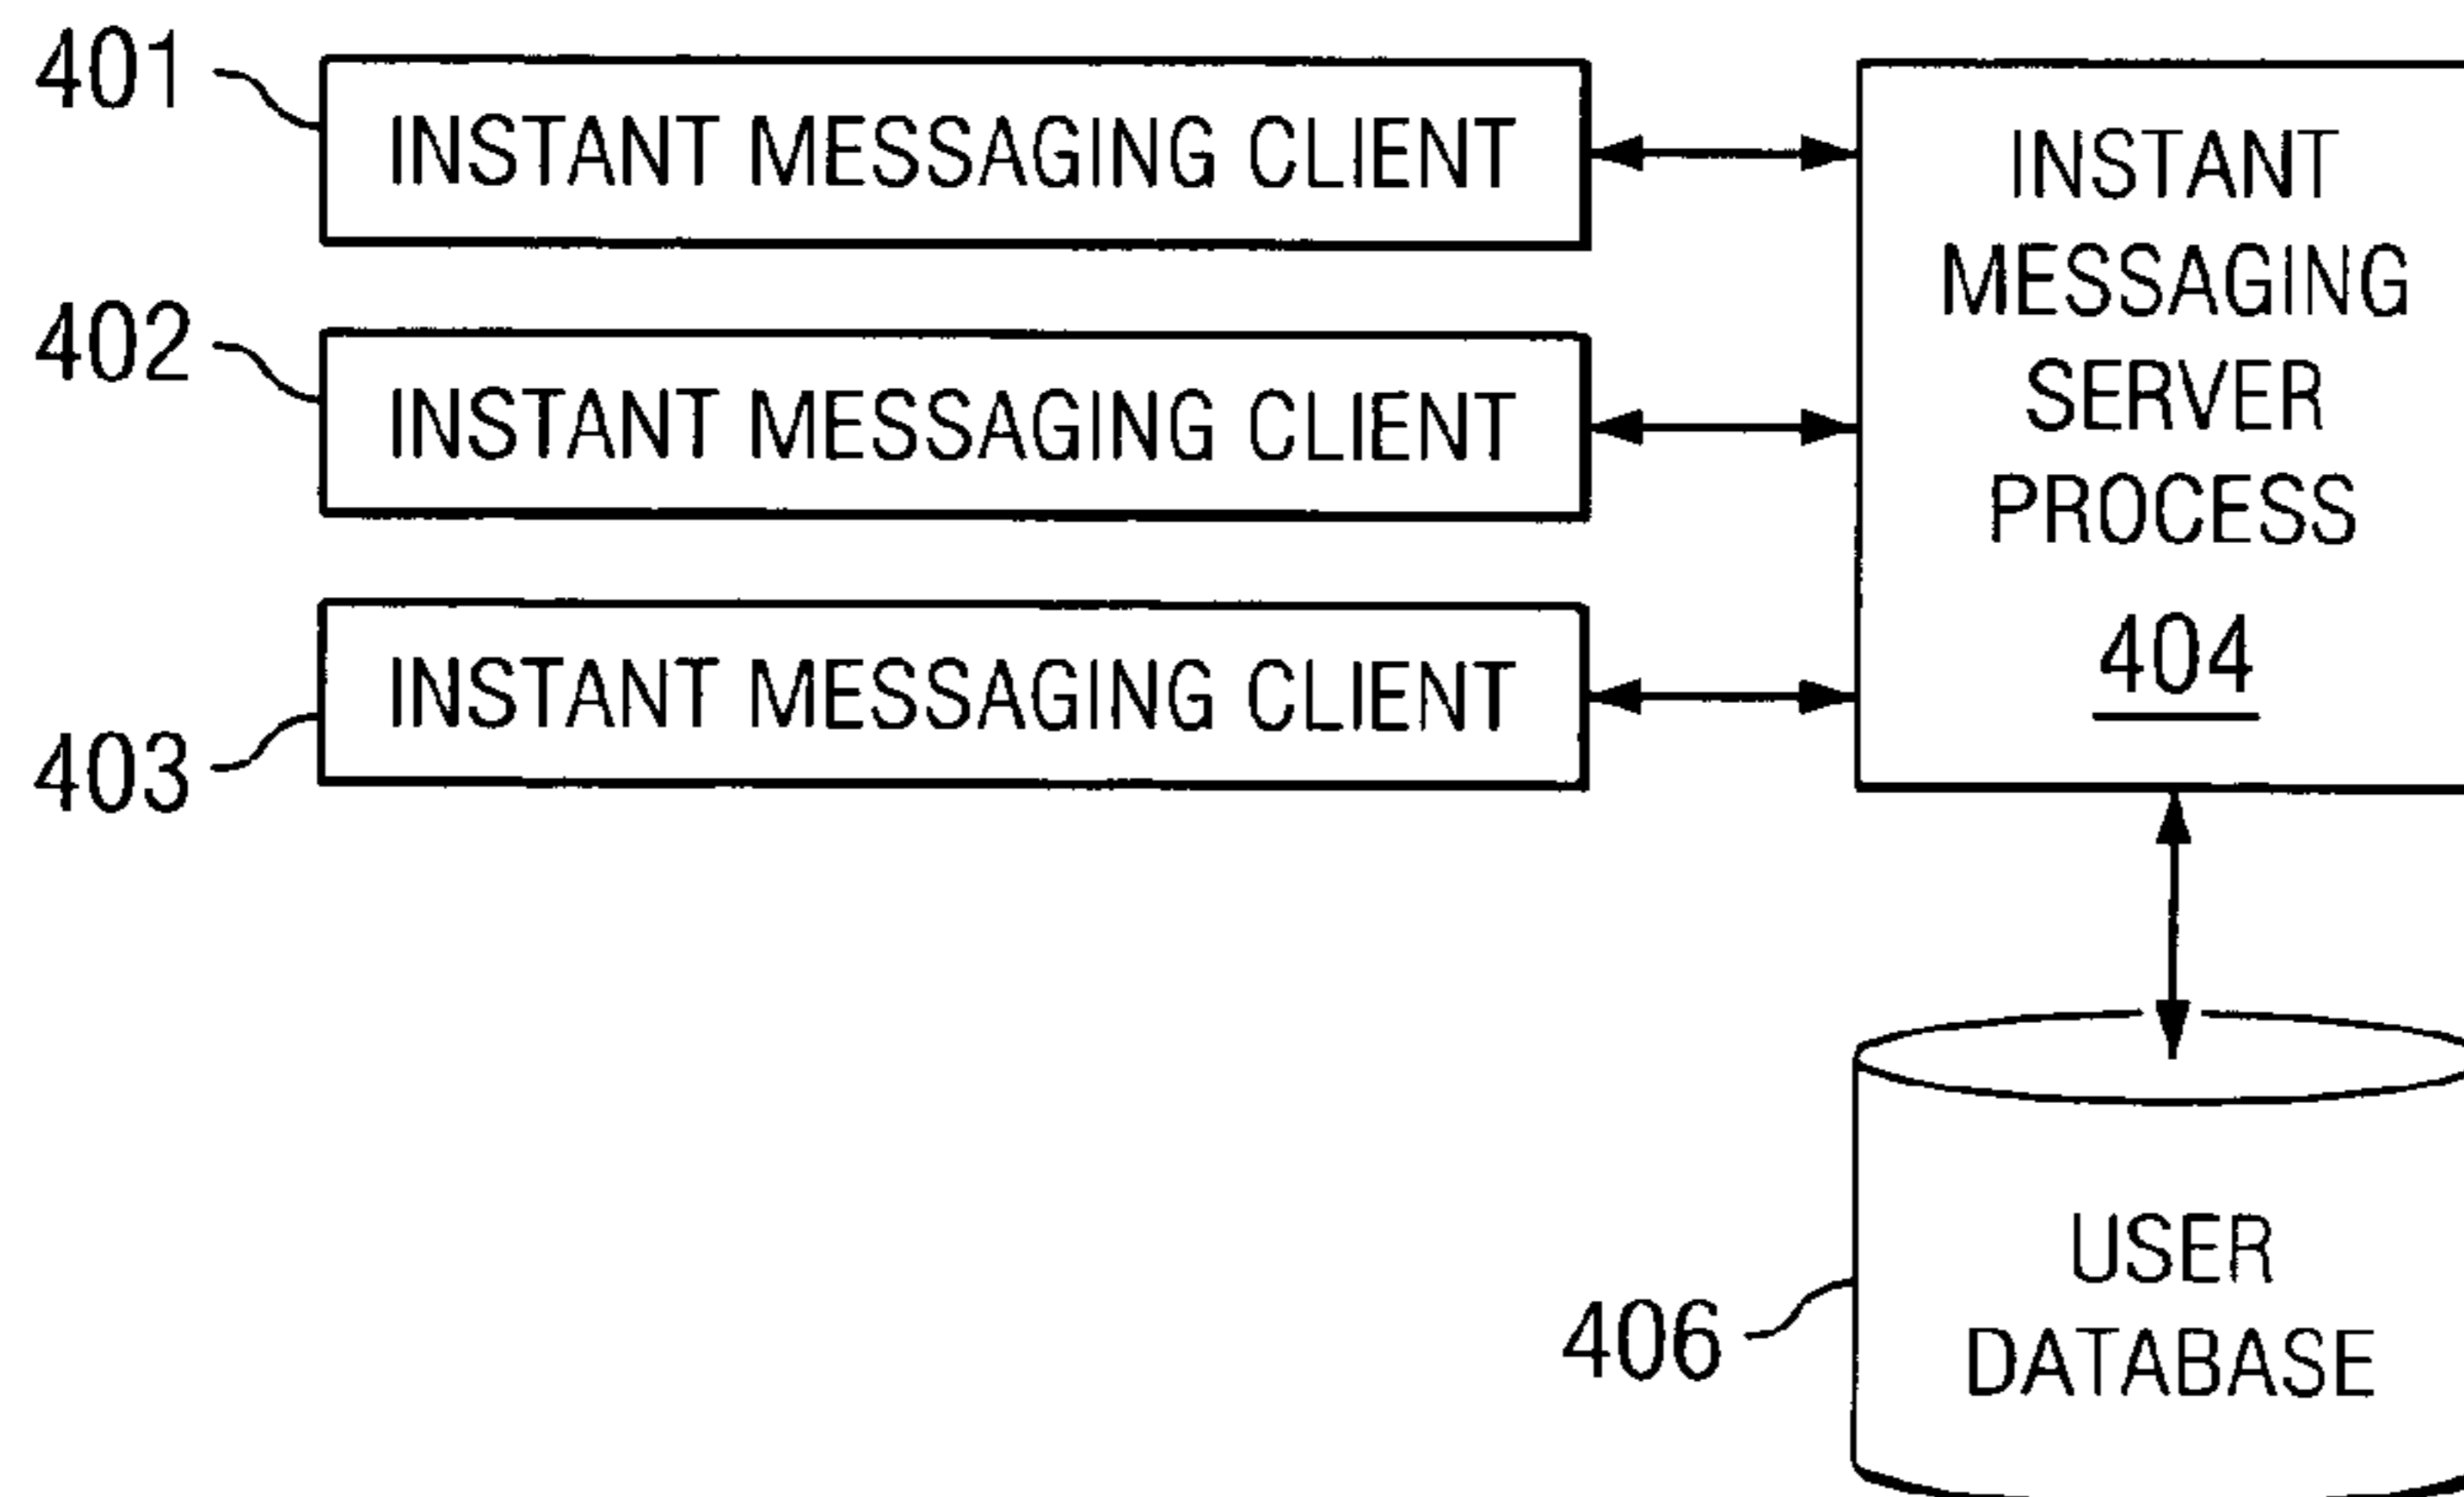 401
INSTANT MESSAGING CLIENT
402
INSTANT MESSAGING CLIENT
INSTANT MESSAGING CLIENT
403
INSTANT
MESSAGING
SERVER
PROCESS
404
406
USER
DATABASE